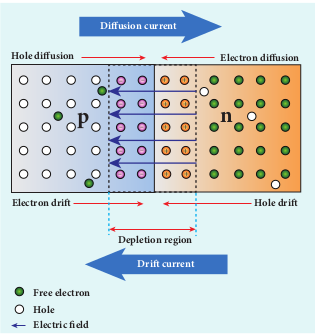 Diffusion current
Hole diffusion Electron diffusion
p n
Electron drift Hole drift
Depletion region
Drift current
Free electron
Hole
Electric field